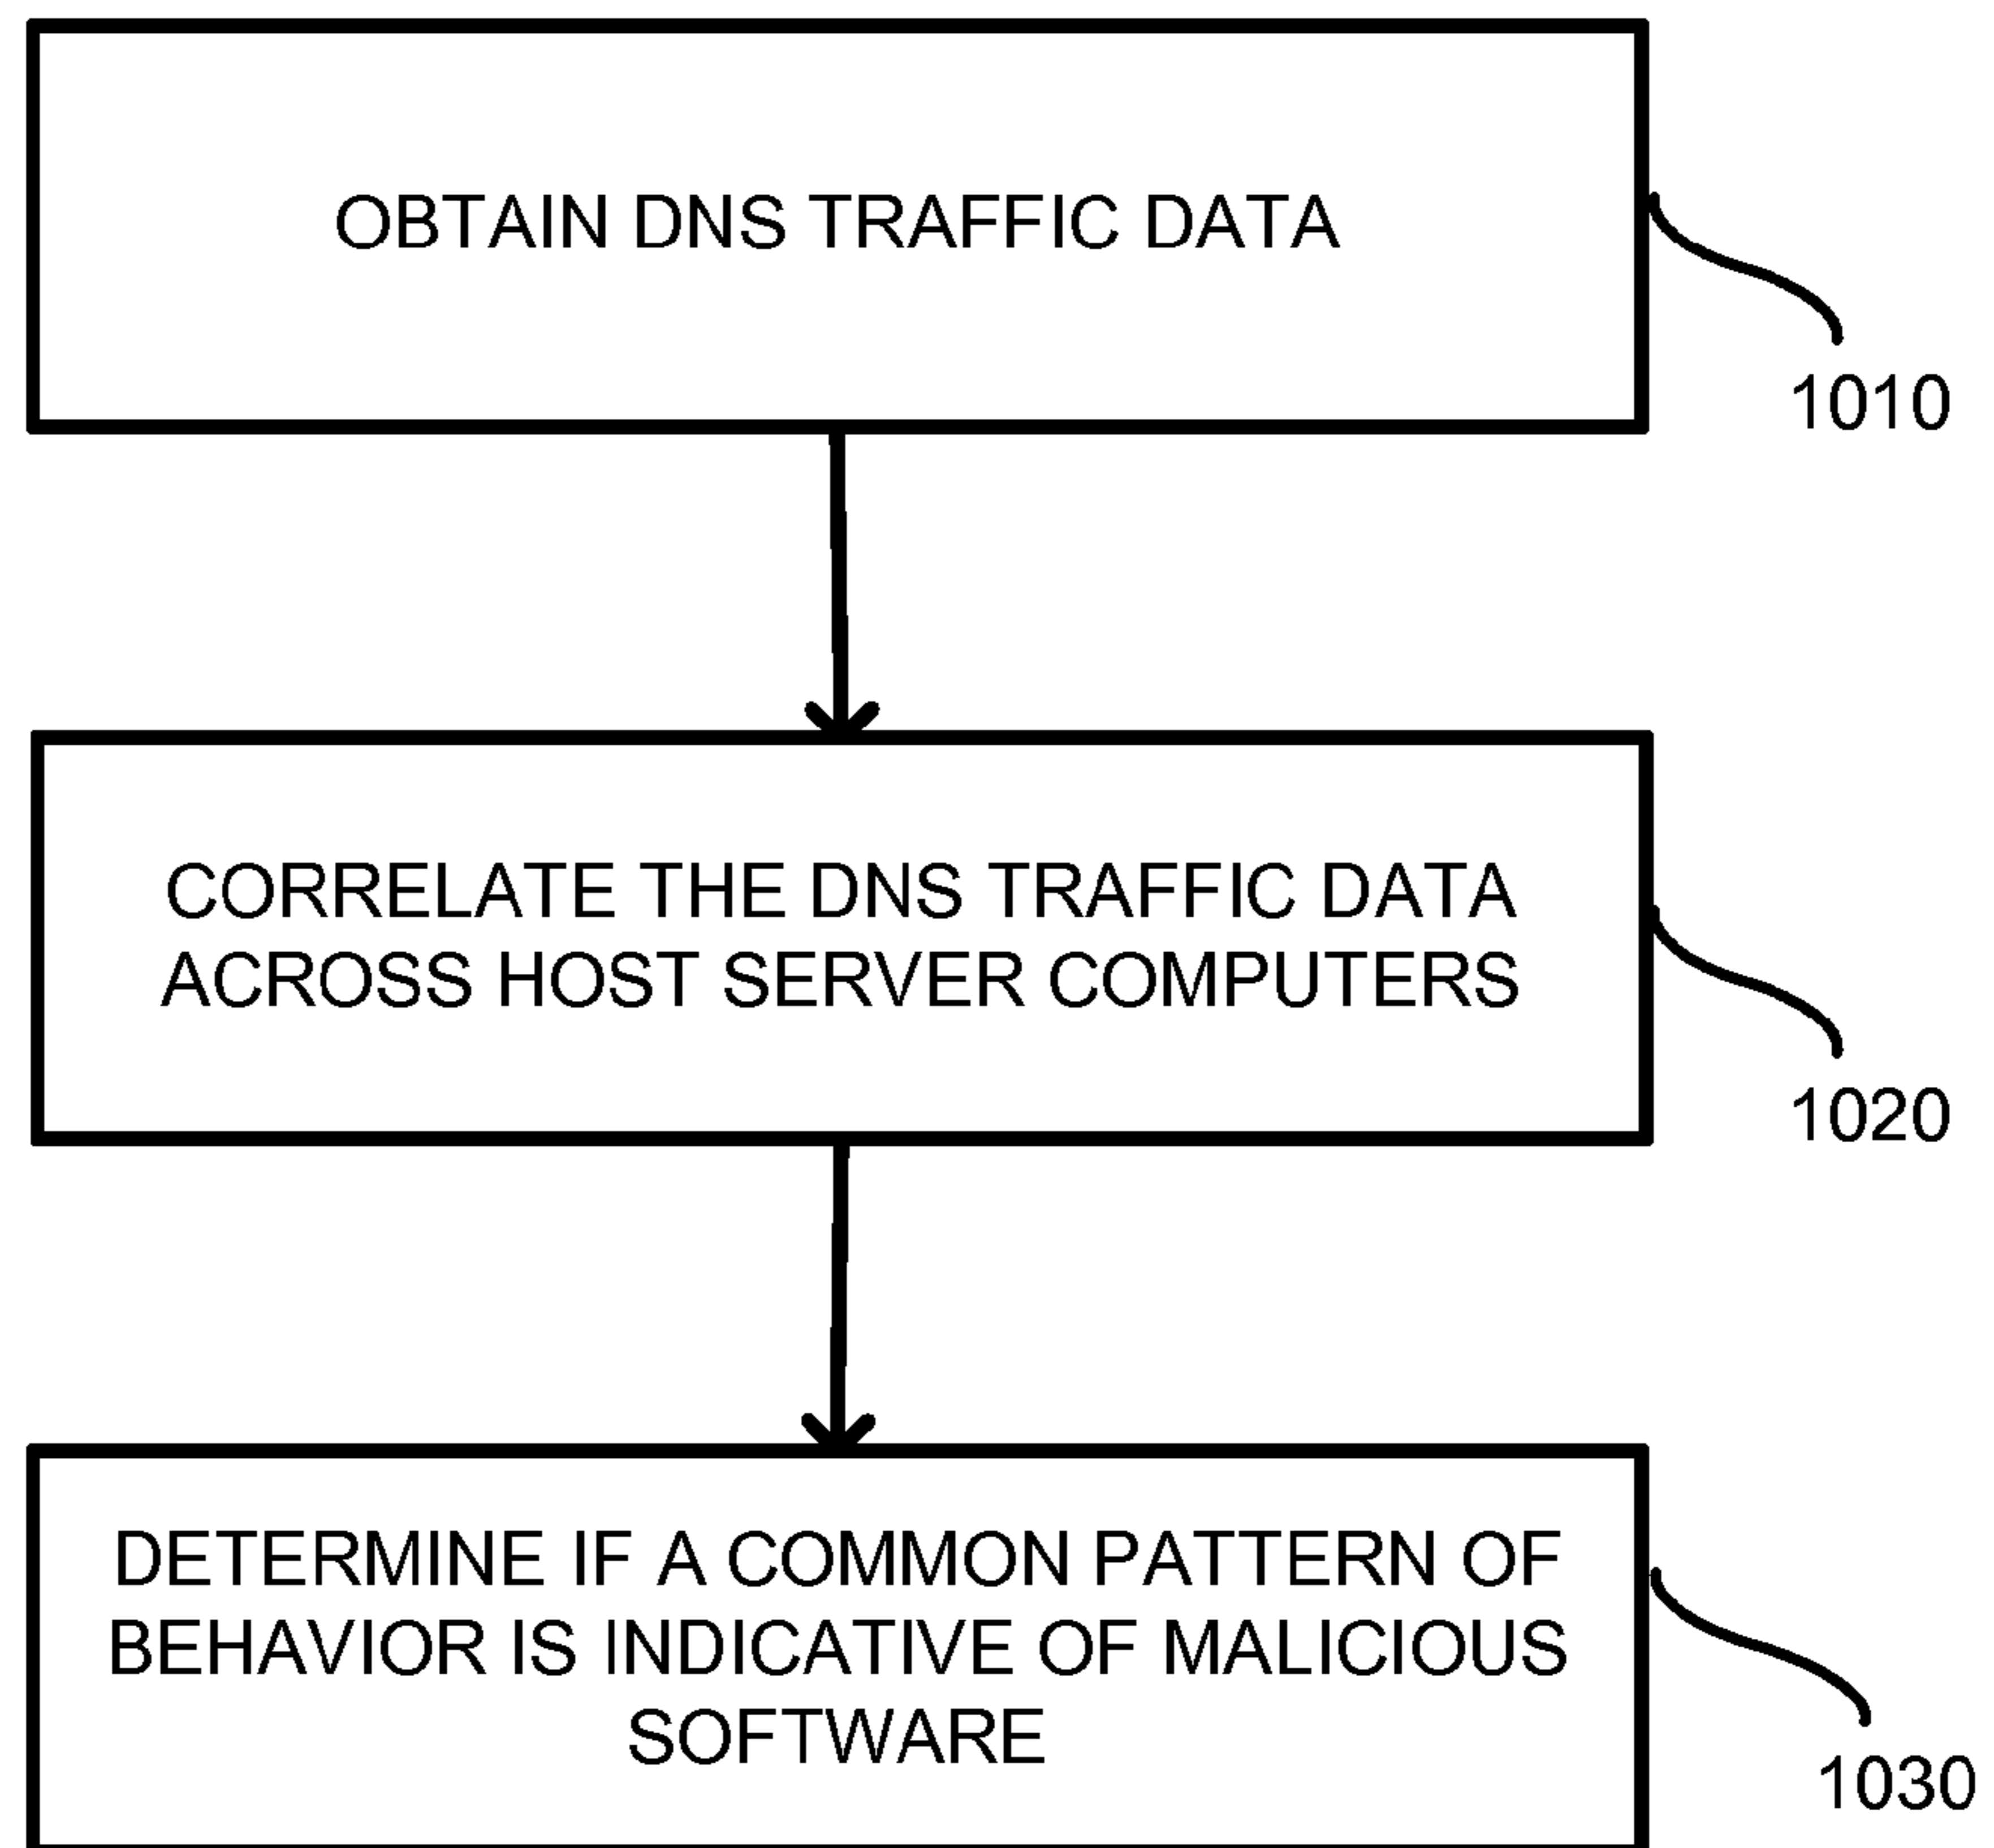 OBTAIN DNS TRAFFIC DATA
1010
CORRELATE THE DNS TRAFFIC DATA
ACROSS HOST SERVER COMPUTERS
1020
DETERMINE IF A COMMON PATTERN OF
BEHAVIOR IS INDICATIVE OF MALICIOUS
SOFTWARE
1030